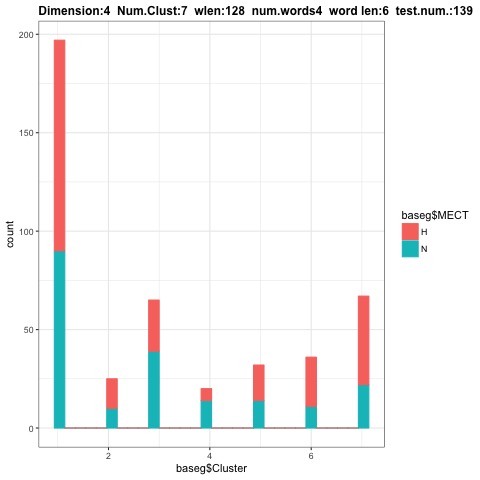 Dimension:4 Num.Clust:7 wlen:128 num.words4 word len:6 test.num.:139
200
150
100
50
0
count
2 4 6
baseg$Cluster
baseg$MECT
H
N